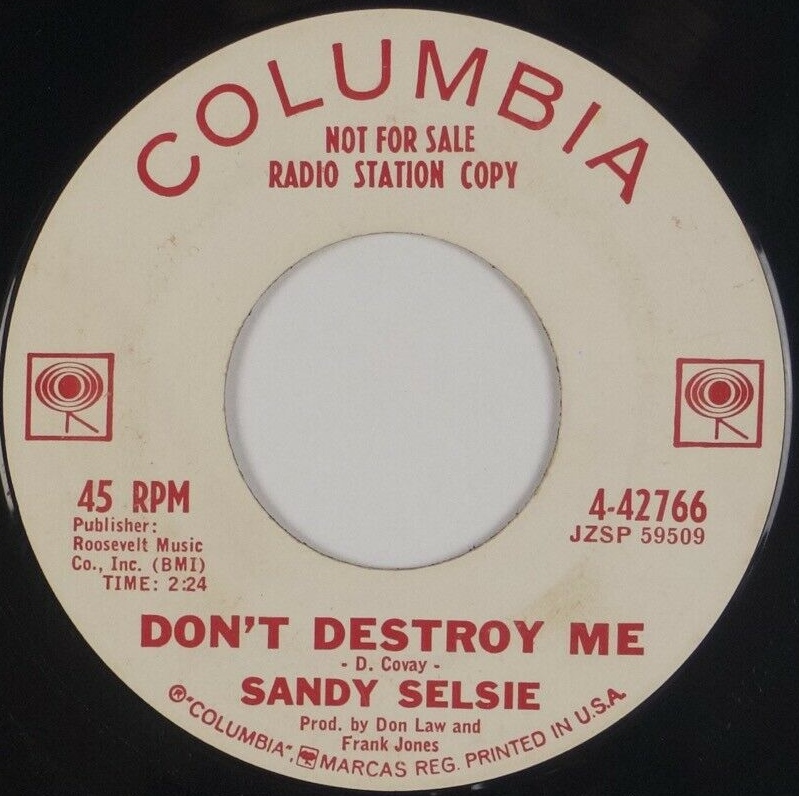 COLUMBIA
NOT FOR SALE
RADIO STATION COPY
45 RPM
Publisher:
Roosevelt Music
Co., Inc. (BMI)
TIME: 2:24
4-42766
JZSP 59509
DON'T DESTROY ME
- D. Covay -
SANDY SELSIE
Prod. by Don Law and
Frank Jones
® "COLUMBIA", MARCAS REG. PRINTED IN U.S.A.